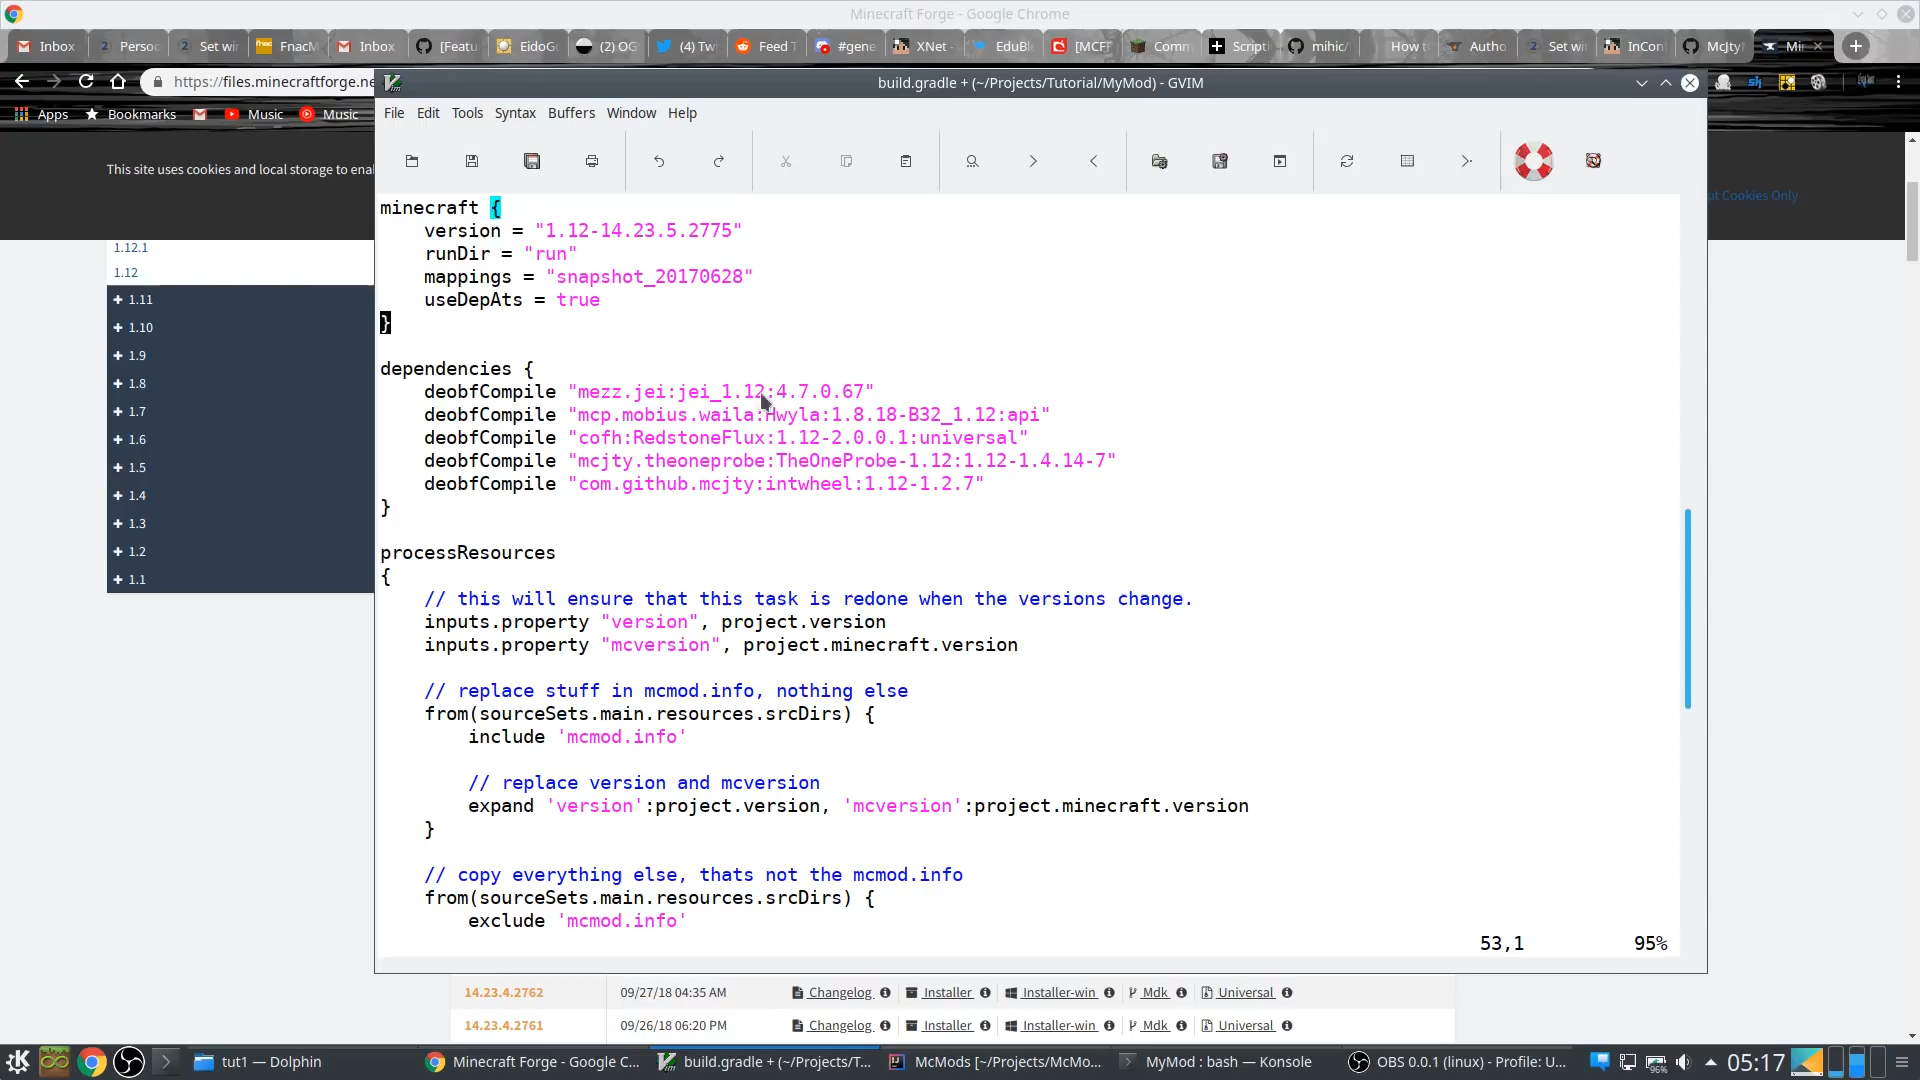 Minecraft Forge - Google Chrome
Inbox
Perso
Set wi
FnacM
Inbox
[Featu
EidoG
(2) OG
(4) Tw
Feed T
#gene
XNet -
EduBl
[MCFF
Comm
Scripti
mihic/
How t
Autho
Set wi
InCon
McJty
Mi
https://files.minecraftforge.ne
build.gradle + (~/Projects/Tutorial/MyMod) - GVIM
Apps
Bookmarks
Music
Music
File Edit Tools Syntax Buffers Window Help
This site uses cookies and local storage to enal
pt Cookies Only
1.12.1
1.12
1.11
1.10
1.9
1.8
1.7
1.6
1.5
1.4
1.3
1.2
1.1
minecraft {
version = "1.12-14.23.5.2775"
runDir = "run"
mappings = "snapshot_20170628"
useDepAts = true
}
dependencies {
deobfCompile "mezz.jei:jei_1.12:4.7.0.67"
deobfCompile "mcp.mobius.waila:Hwyla:1.8.18-B32_1.12:api"
deobfCompile "cofh:RedstoneFlux:1.12-2.0.0.1:universal"
deobfCompile "mcjty.theoneprobe:TheOneProbe-1.12:1.12-1.4.14-7"
deobfCompile "com.github.mcjty:intwheel:1.12-1.2.7"
}
processResources
{
// this will ensure that this task is redone when the versions change.
inputs.property "version", project.version
inputs.property "mcversion", project.minecraft.version
// replace stuff in mcmod.info, nothing else
from(sourceSets.main.resources.srcDirs) {
include 'mcmod.info'
// replace version and mcversion
expand 'version':project.version, 'mcversion':project.minecraft.version
}
// copy everything else, thats not the mcmod.info
from(sourceSets.main.resources.srcDirs) {
exclude 'mcmod.info'
53,1 95%
14.23.4.2762 09/27/18 04:35 AM Changelog Installer Installer-win Mdk Universal
14.23.4.2761 09/26/18 06:20 PM Changelog Installer Installer-win Mdk Universal
tut1 — Dolphin
Minecraft Forge - Google C...
build.gradle + (~/Projects/T...
McMods [~/Projects/McMo...
MyMod : bash — Konsole
OBS 0.0.1 (linux) - Profile: U...
96%
05:17